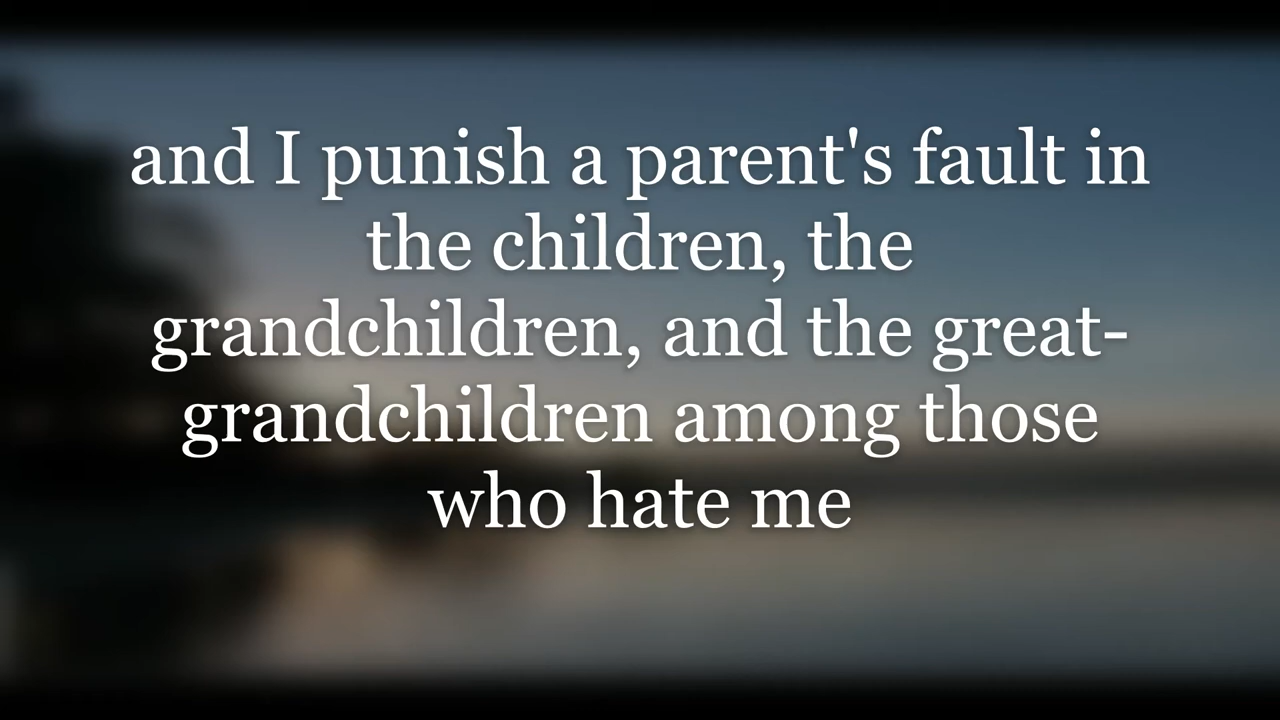 and I punish a parent's fault in
the children, the
grandchildren, and the great-
grandchildren among those
who hate me